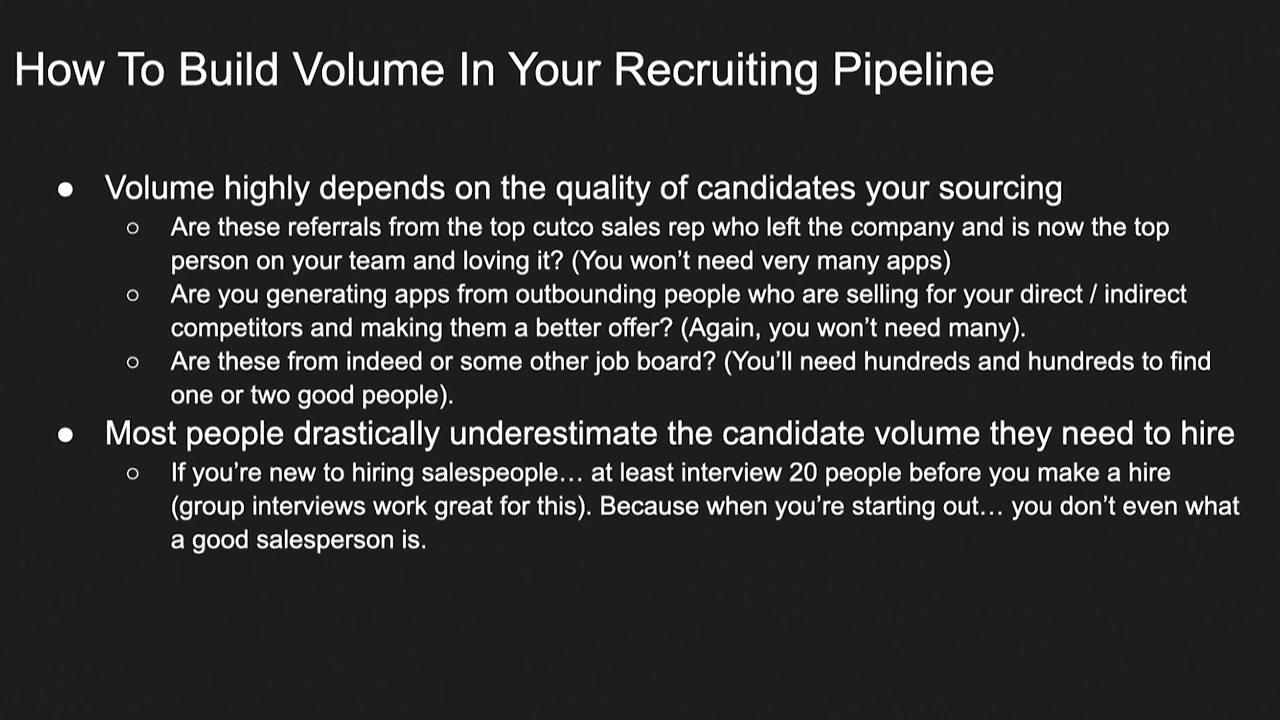 How To Build Volume In Your Recruiting Pipeline
● Volume highly depends on the quality of candidates your sourcing
○ Are these referrals from the top cutco sales rep who left the company and is now the top
person on your team and loving it? (You won't need very many apps)
○ Are you generating apps from outbounding people who are selling for your direct / indirect
competitors and making them a better offer? (Again, you won't need many).
○ Are these from indeed or some other job board? (You'll need hundreds and hundreds to find
one or two good people).
● Most people drastically underestimate the candidate volume they need to hire
○ If you're new to hiring salespeople… at least interview 20 people before you make a hire
(group interviews work great for this). Because when you're starting out… you don't even what
a good salesperson is.